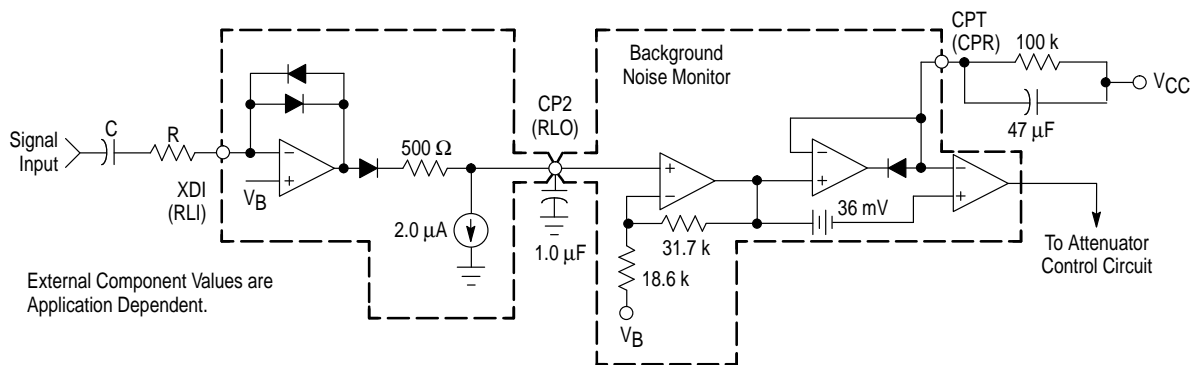 Signal
Input
C
R
XDI
(RLI)
VB
500 Ω
2.0 µA
CP2
(RLO)
1.0 µF
Background
Noise Monitor
31.7 k
18.6 k
VB
36 mV
CPT
(CPR)
100 k
47 µF
VCC
To Attenuator
Control Circuit
External Component Values are
Application Dependent.